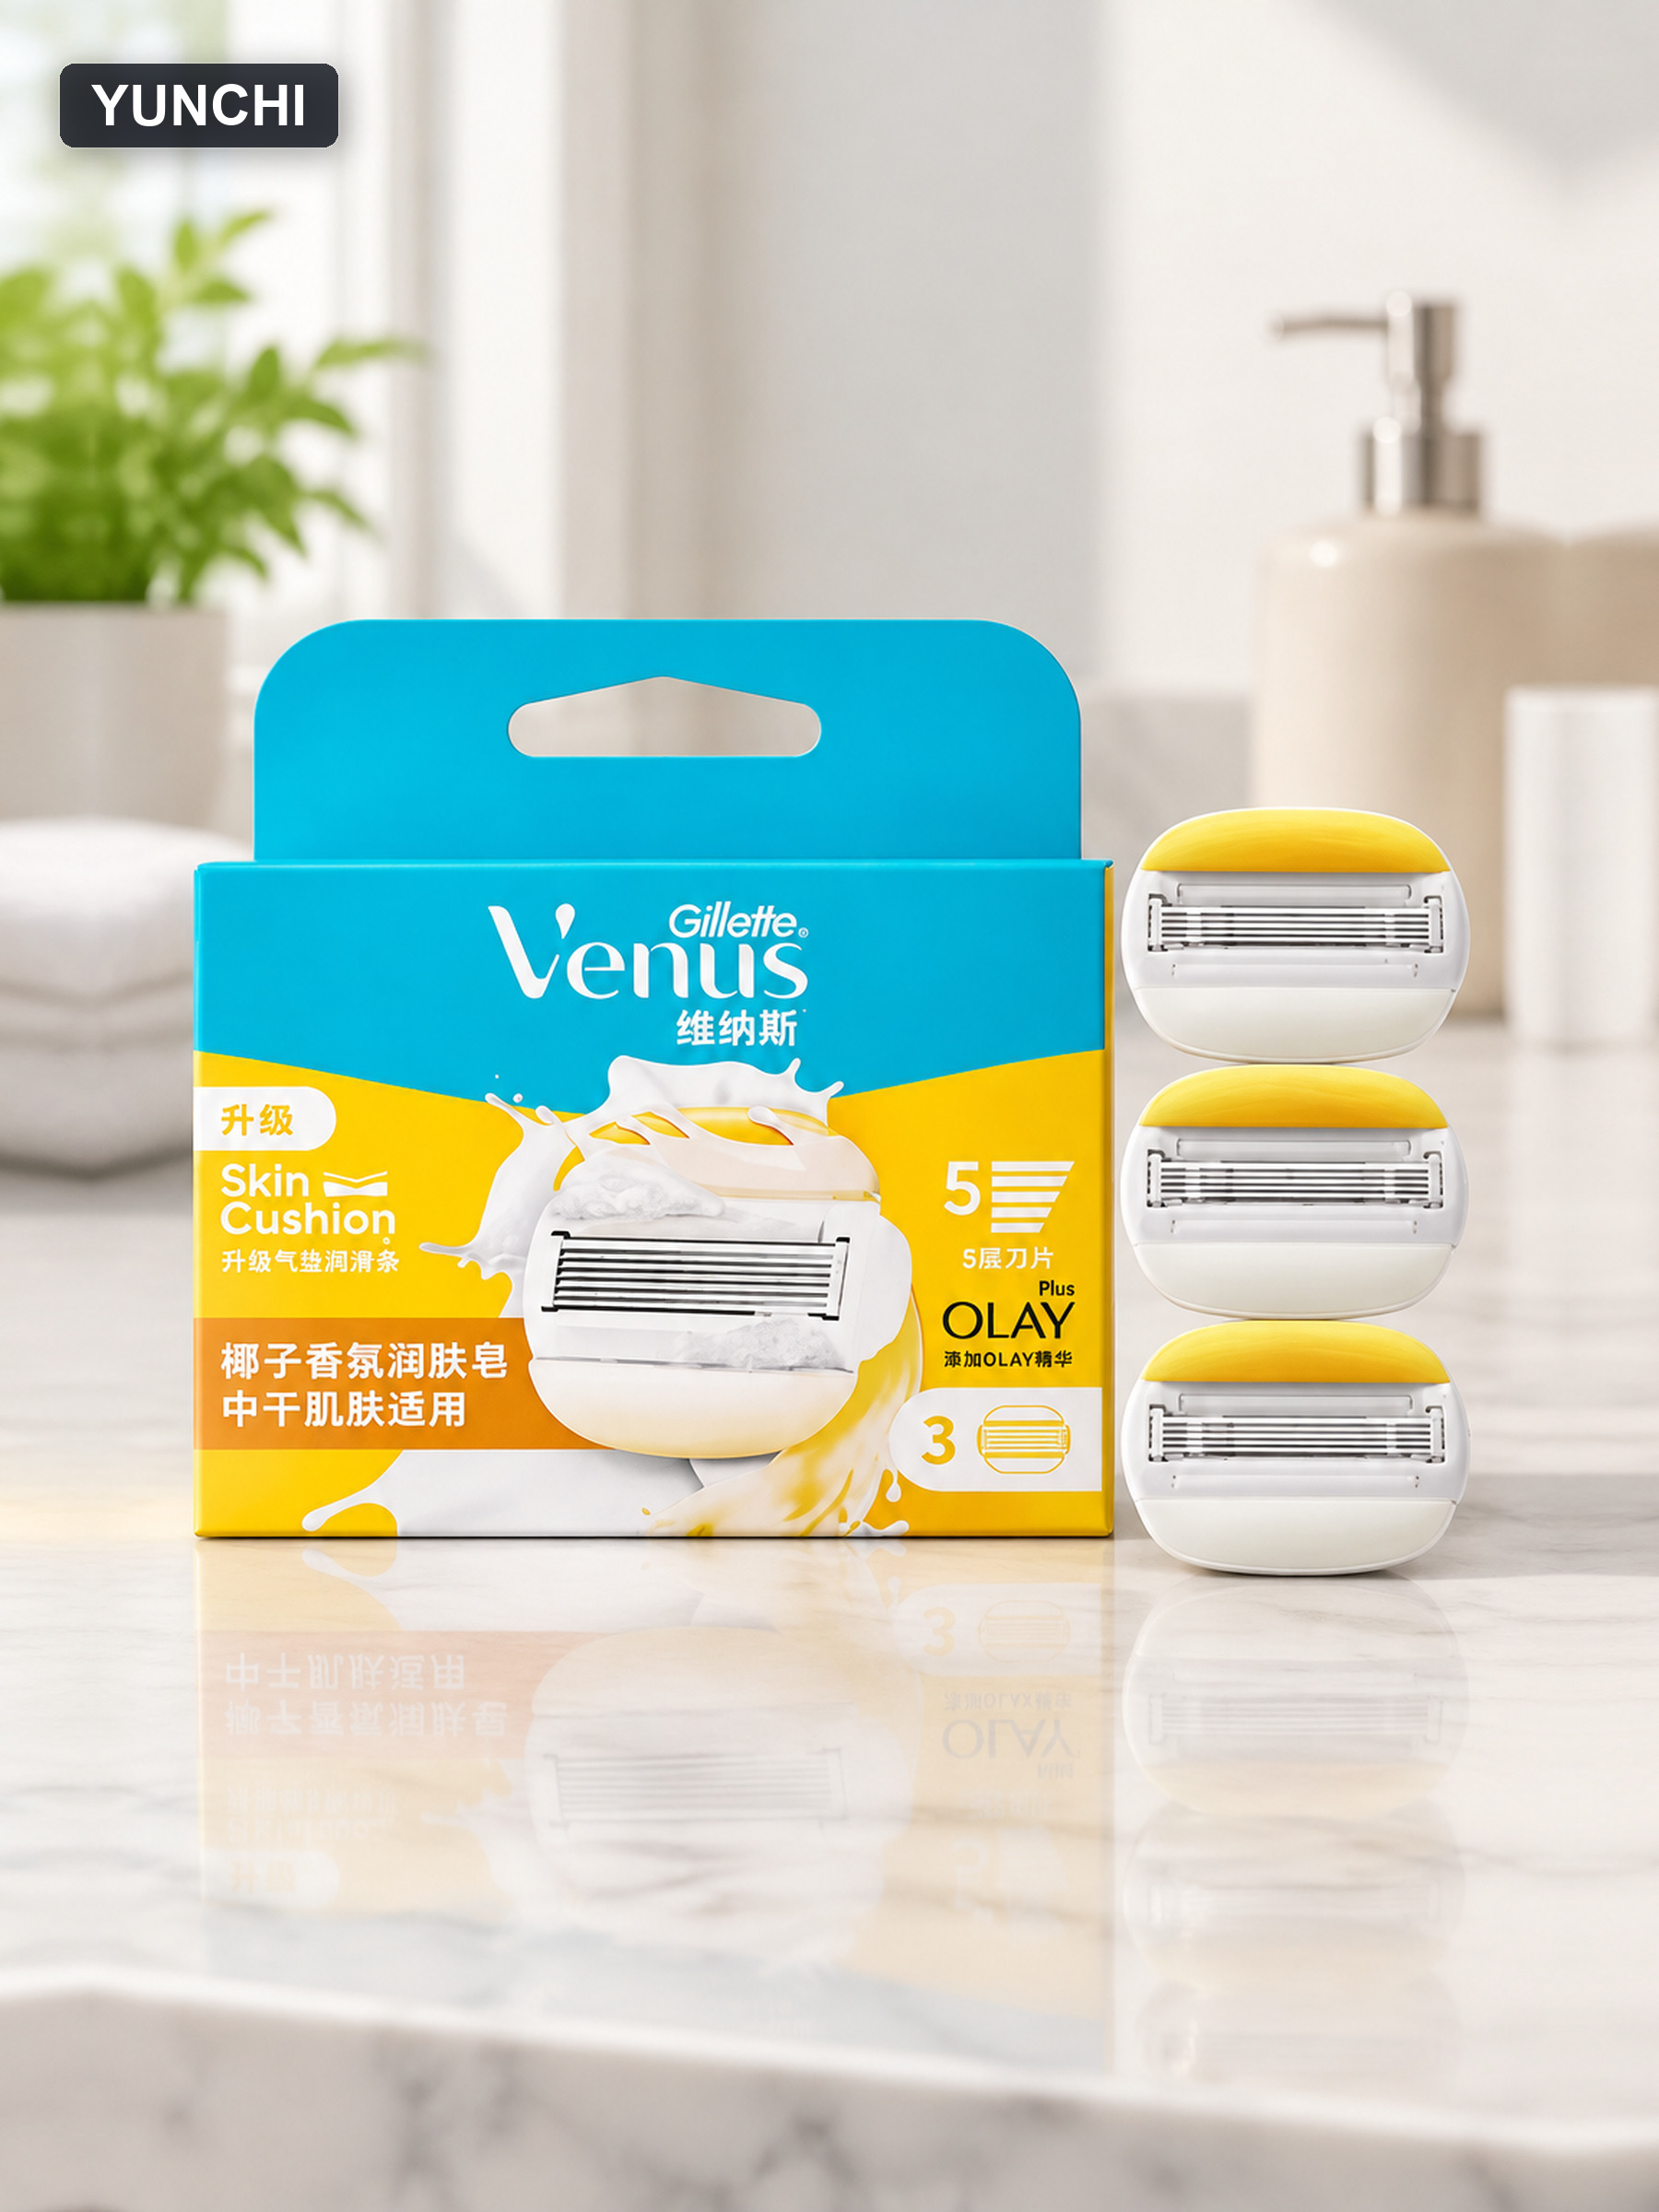 YUNCHI
Gillette
Venus
维纳斯
升级
Skin
Cushion
升级气垫润滑条
椰子香氛润肤皂
中干肌肤适用
5
5层刀片
Plus
OLAY
添加OLAY精华
3